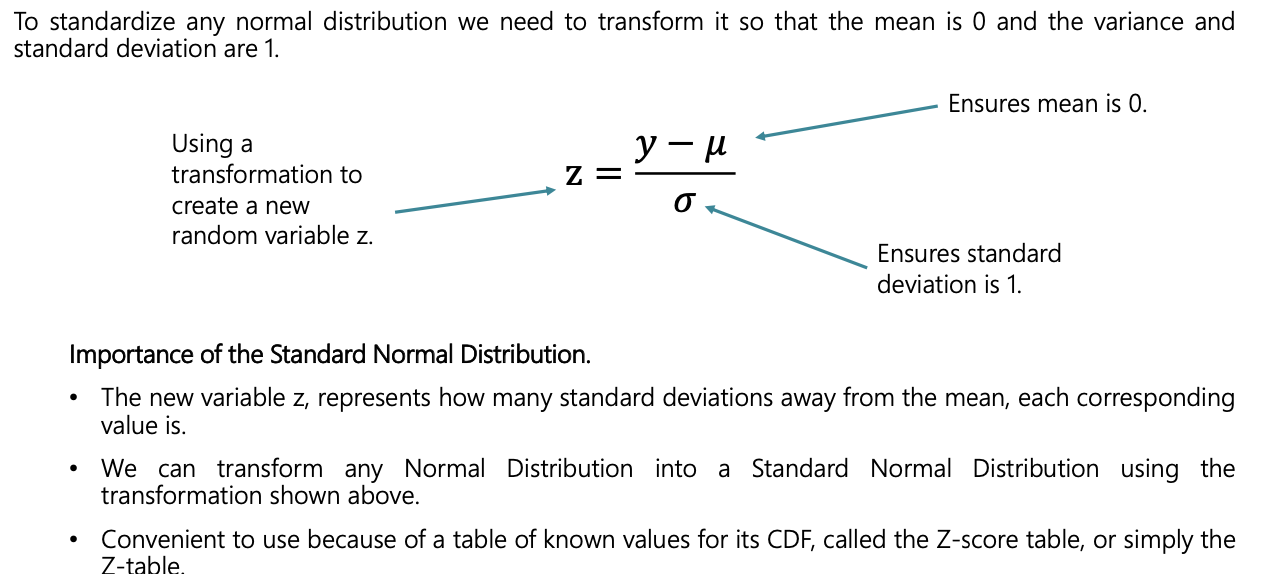 To standardize any normal distribution we need to transform it so that the mean is 0 and the variance and
standard deviation are 1.
Ensures mean is 0.
Using a
transformation to
create a new
random variable z.
z = \frac{y − μ}{σ}
Ensures standard
deviation is 1.
Importance of the Standard Normal Distribution.
• The new variable z, represents how many standard deviations away from the mean, each corresponding
value is.
• We can transform any Normal Distribution into a Standard Normal Distribution using the
transformation shown above.
• Convenient to use because of a table of known values for its CDF, called the Z-score table, or simply the
Z-table.